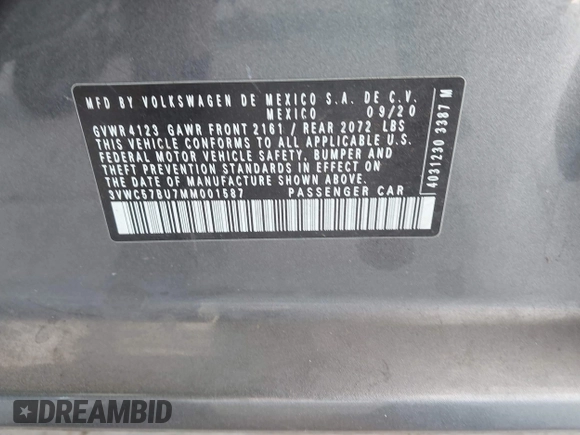 MFD BY VOLKSWAGEN DE MEXICO S.A. DE C.V.
MEXICO 09/20
GVWR4123 GAWR FRONT 2161 / REAR 2072 LBS
THIS VEHICLE CONFORMS TO ALL APPLICABLE U.S.
FEDERAL MOTOR VEHICLE SAFETY, BUMPER AND
THEFT PREVENTION STANDARDS IN EFFECT ON
THE DATE OF MANUFACTURE SHOWN ABOVE.
3VWC57BU7MM001587 PASSENGER CAR
4031230 3387 M
DREAMBID